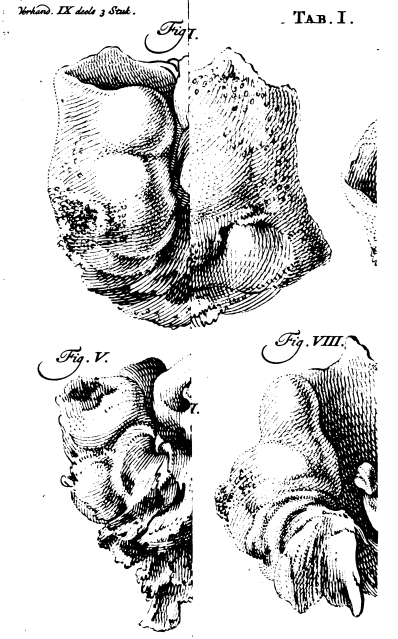 Verhand. IX deels 3 Stuk.
TAB. I.
Fig. I.
Fig. V.
Fig. VIII.